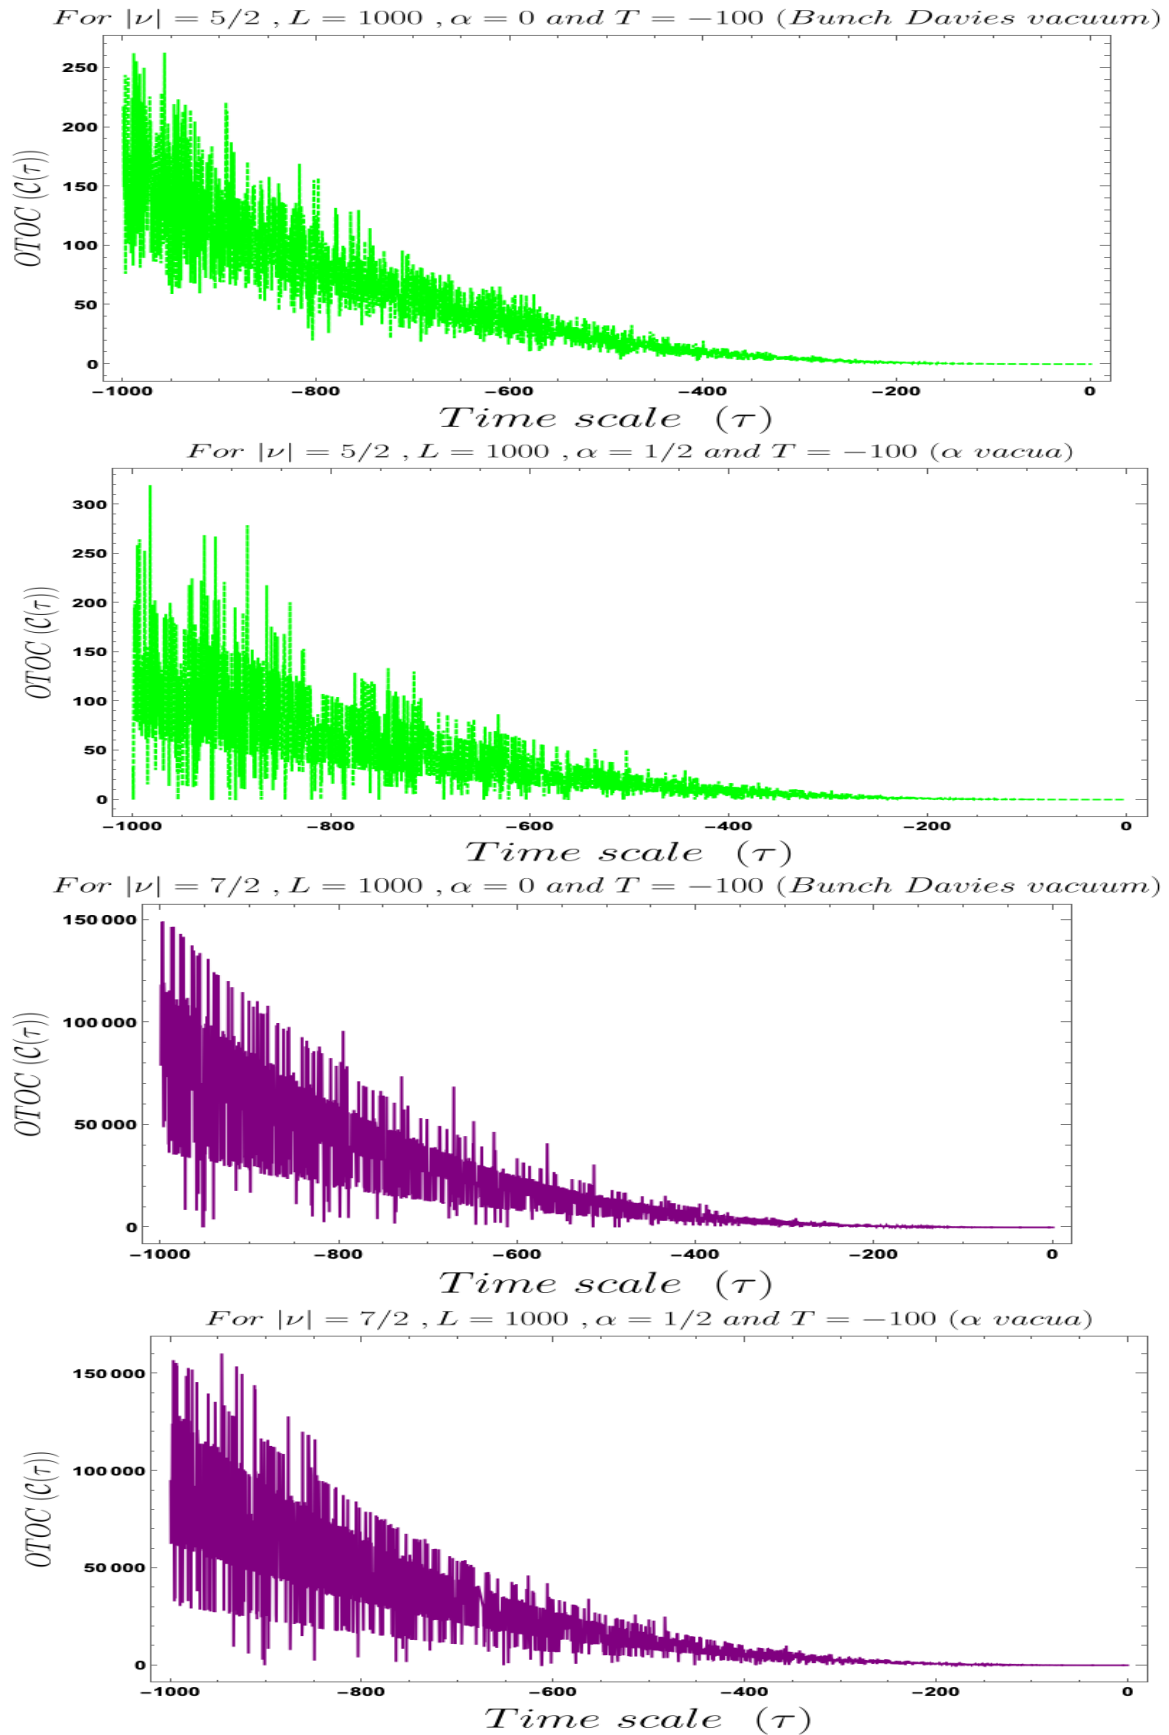 For |ν| = 5/2 , L = 1000 , α = 0 and T = −100 (Bunch Davies vacuum)
250
200
150
100
50
0
OTOC (C(τ))
−1000 −800 −600 −400 −200 0
Time scale (τ)
For |ν| = 5/2 , L = 1000 , α = 1/2 and T = −100 (α vacua)
300
250
200
150
100
50
0
OTOC (C(τ))
−1000 −800 −600 −400 −200 0
Time scale (τ)
For |ν| = 7/2 , L = 1000 , α = 0 and T = −100 (Bunch Davies vacuum)
150 000
100 000
50 000
0
OTOC (C(τ))
−1000 −800 −600 −400 −200 0
Time scale (τ)
For |ν| = 7/2 , L = 1000 , α = 1/2 and T = −100 (α vacua)
150 000
100 000
50 000
0
OTOC (C(τ))
−1000 −800 −600 −400 −200 0
Time scale (τ)